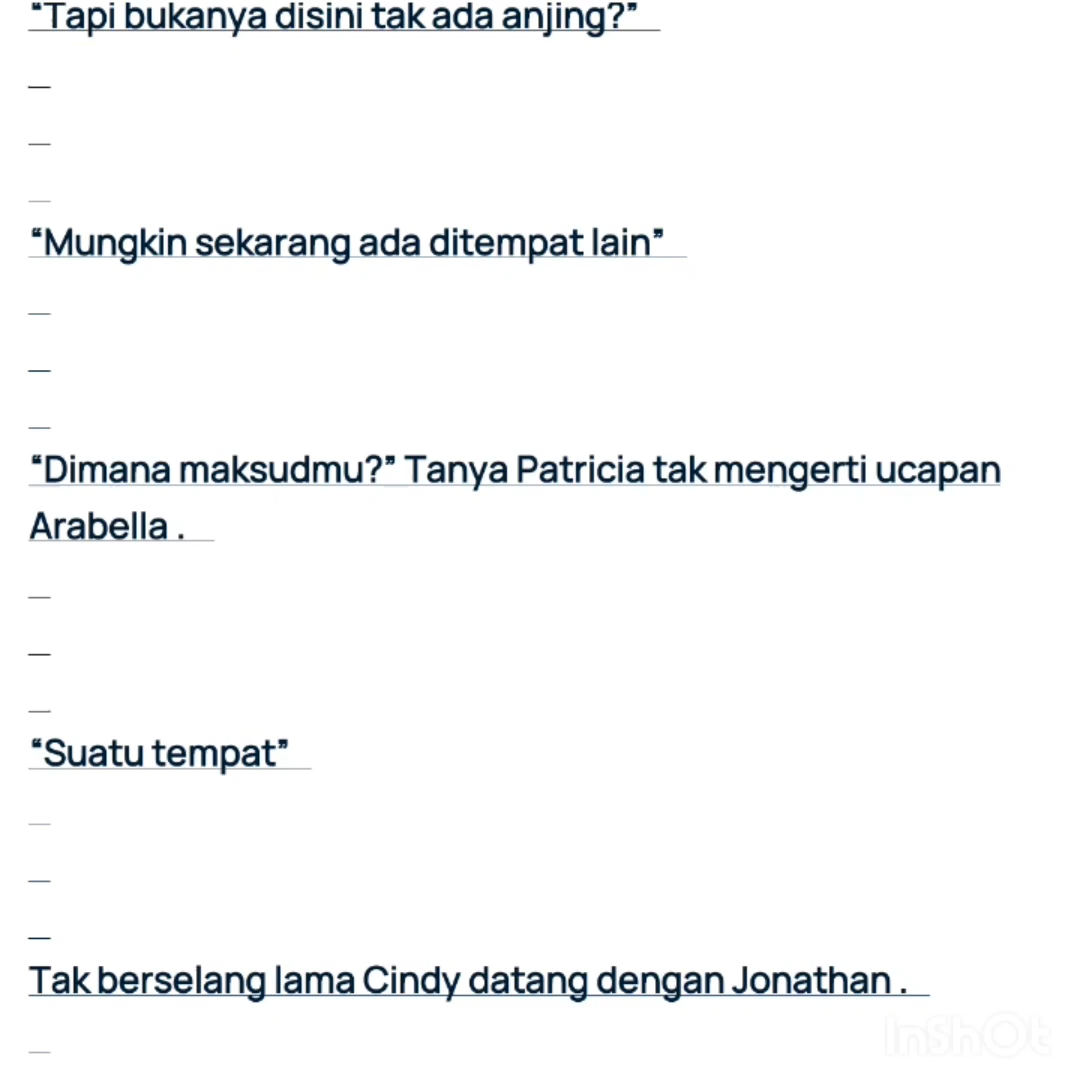 “Tapi bukanya disini tak ada anjing?”
“Mungkin sekarang ada ditempat lain”
“Dimana maksudmu?” Tanya Patricia tak mengerti ucapan
Arabella .
“Suatu tempat”
Tak berselang lama Cindy datang dengan Jonathan .
InShOt